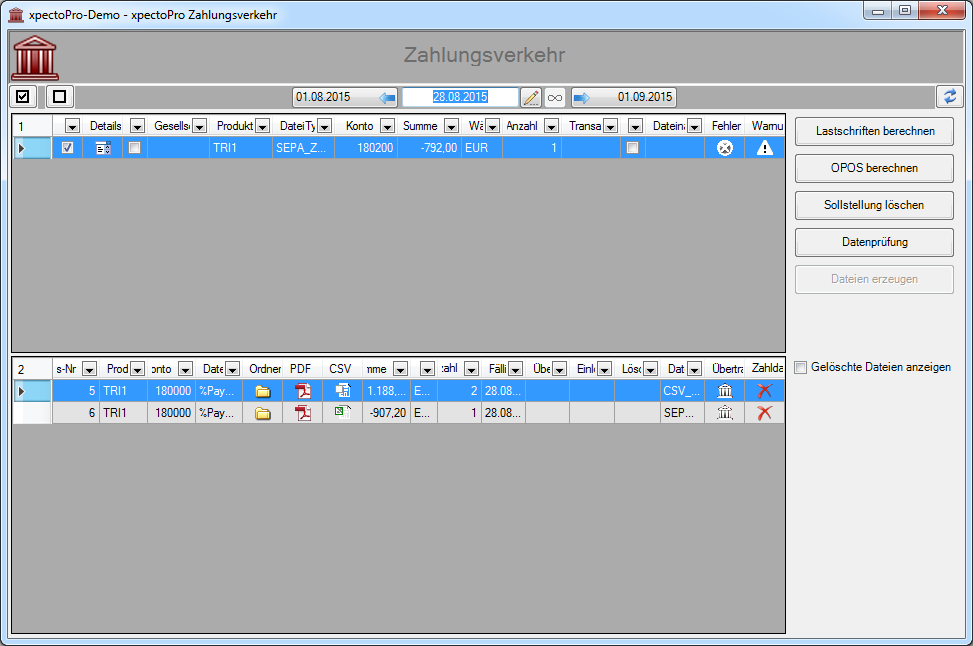 xpectoPro-Demo - xpectoPro Zahlungsverkehr
Zahlungsverkehr
01.08.2015 28.08.2015 01.09.2015
1 Details Gesells Produkt DateiTy Konto Summe Wä Anzahl Transa Dateina Fehler Warnu
TRI1 SEPA_Z... 180200 -792,00 EUR 1
Lastschriften berechnen
OPOS berechnen
Sollstellung löschen
Datenprüfung
Dateien erzeugen
2 s-Nr Prod onto Date Ordner PDF CSV nme zahl Fälli Übe Einl Lösc Dat Übertra Zahlda
5 TRI1 180000 %Pay... 1.188,... E... 2 28.08... CSV_...
6 TRI1 180000 %Pay... -907,20 E... 1 28.08... SEP...
Gelöschte Dateien anzeigen